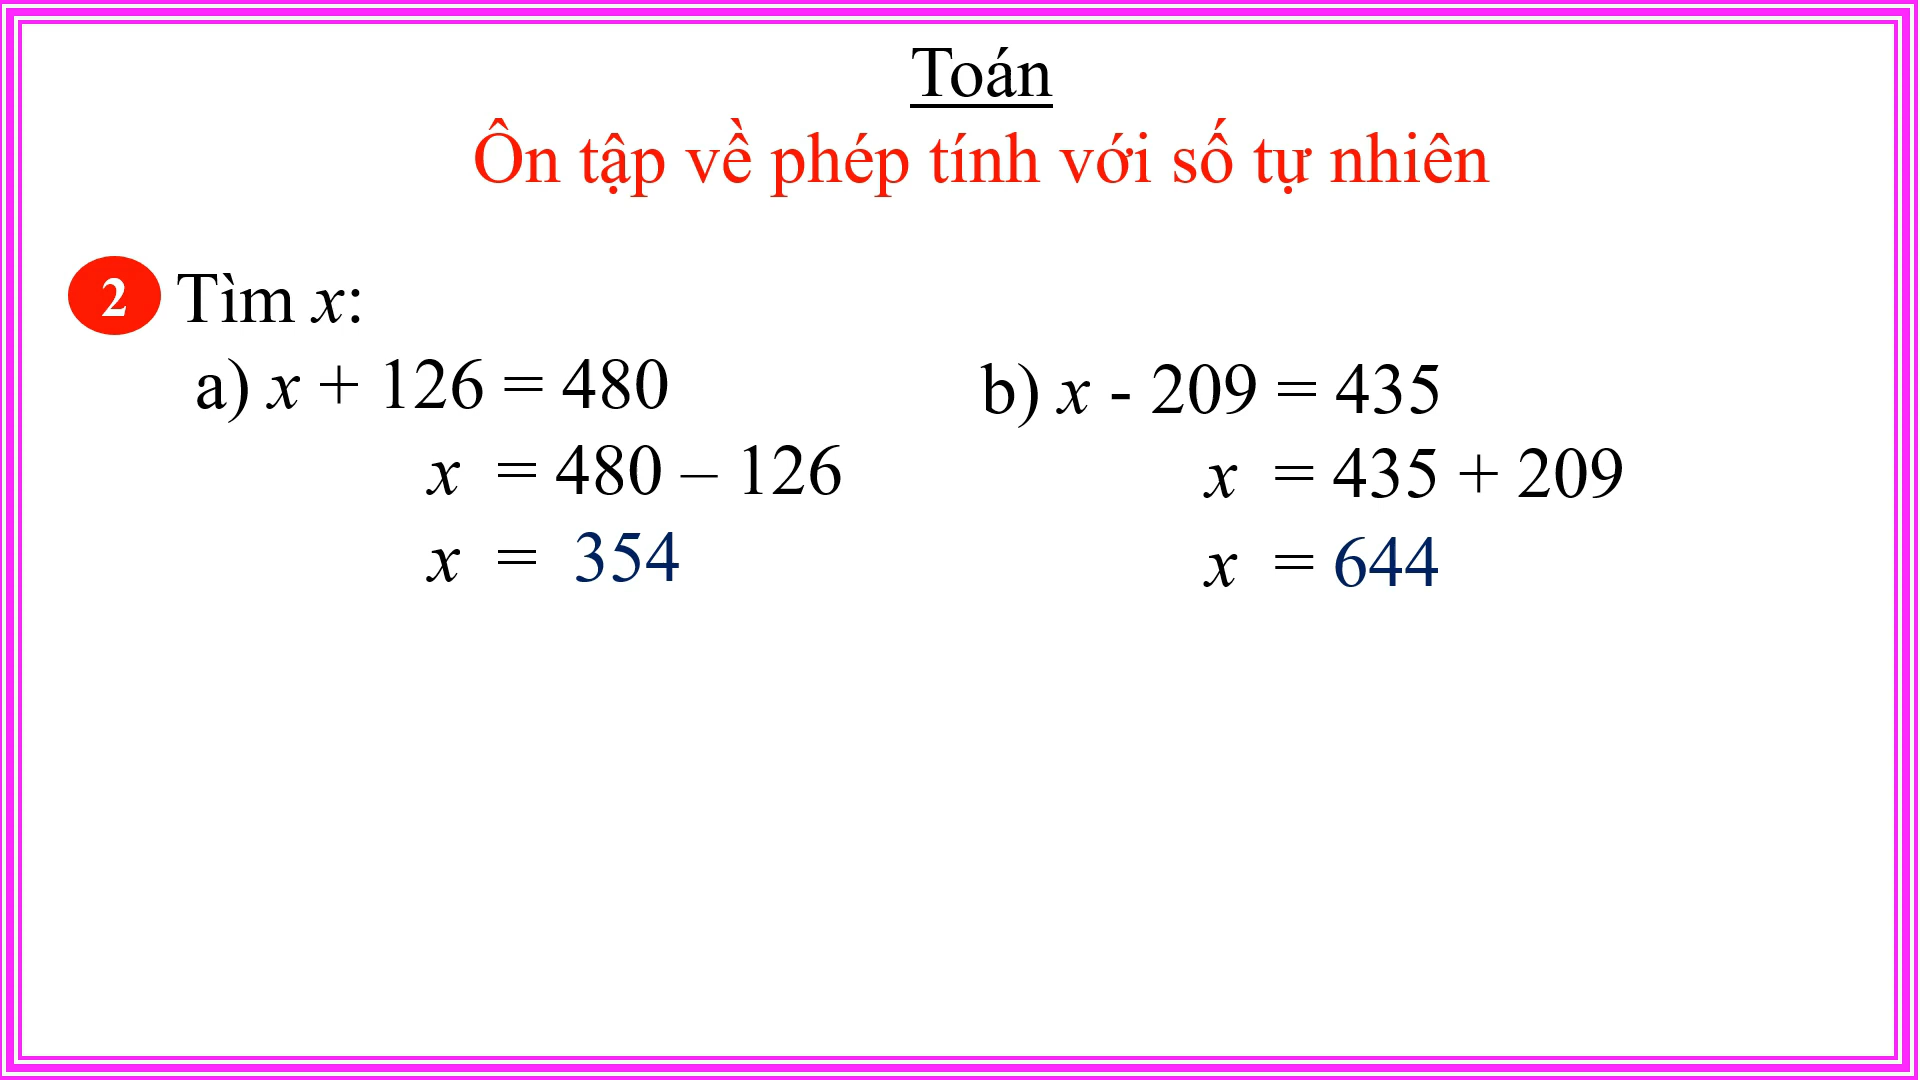 Toán
Ôn tập về phép tính với số tự nhiên
2 Tìm x:
a) x + 126 = 480
x = 480 – 126
x = 354
b) x - 209 = 435
x = 435 + 209
x = 644